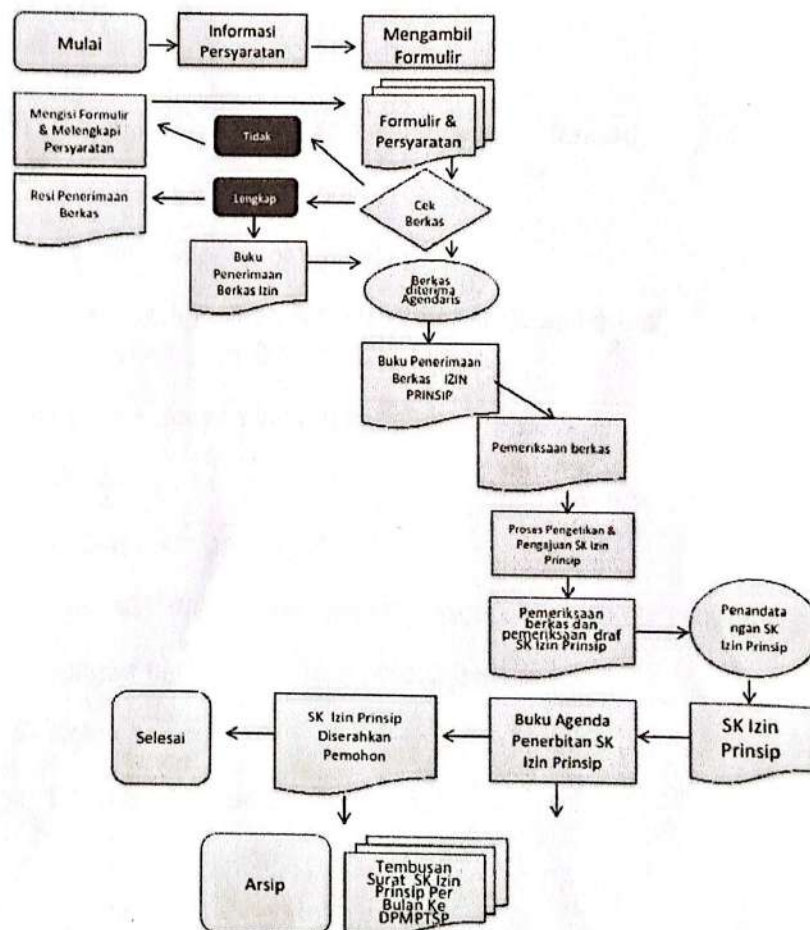 Mulai
Informasi
Persyaratan
Mengambil
Formulir
Mengisi Formulir
& Melengkapi
Persyaratan
Tidak
Formulir &
Persyaratan
Resi Penerimaan
Berkas
Lengkap
Cek
Berkas
Buku
Penerimaan
Berkas Izin
Berkas
diterima
Agendaris
Buku Penerimaan
Berkas IZIN
PRINSIP
Pemeriksaan berkas
Proses Pengetikan &
Pengajuan SK Izin
Prinsip
Pemeriksaan
berkas dan
pemeriksaan draf
SK Izin Prinsip
Penandata
ngan SK
Izin Prinsip
Selesai
SK Izin Prinsip
Diserahkan
Pemohon
Buku Agenda
Penerbitan SK
Izin Prinsip
SK Izin
Prinsip
Arsip
Tembusan
Surat SK Izin
Prinsip Per
Bulan Ke
DPMPTSP